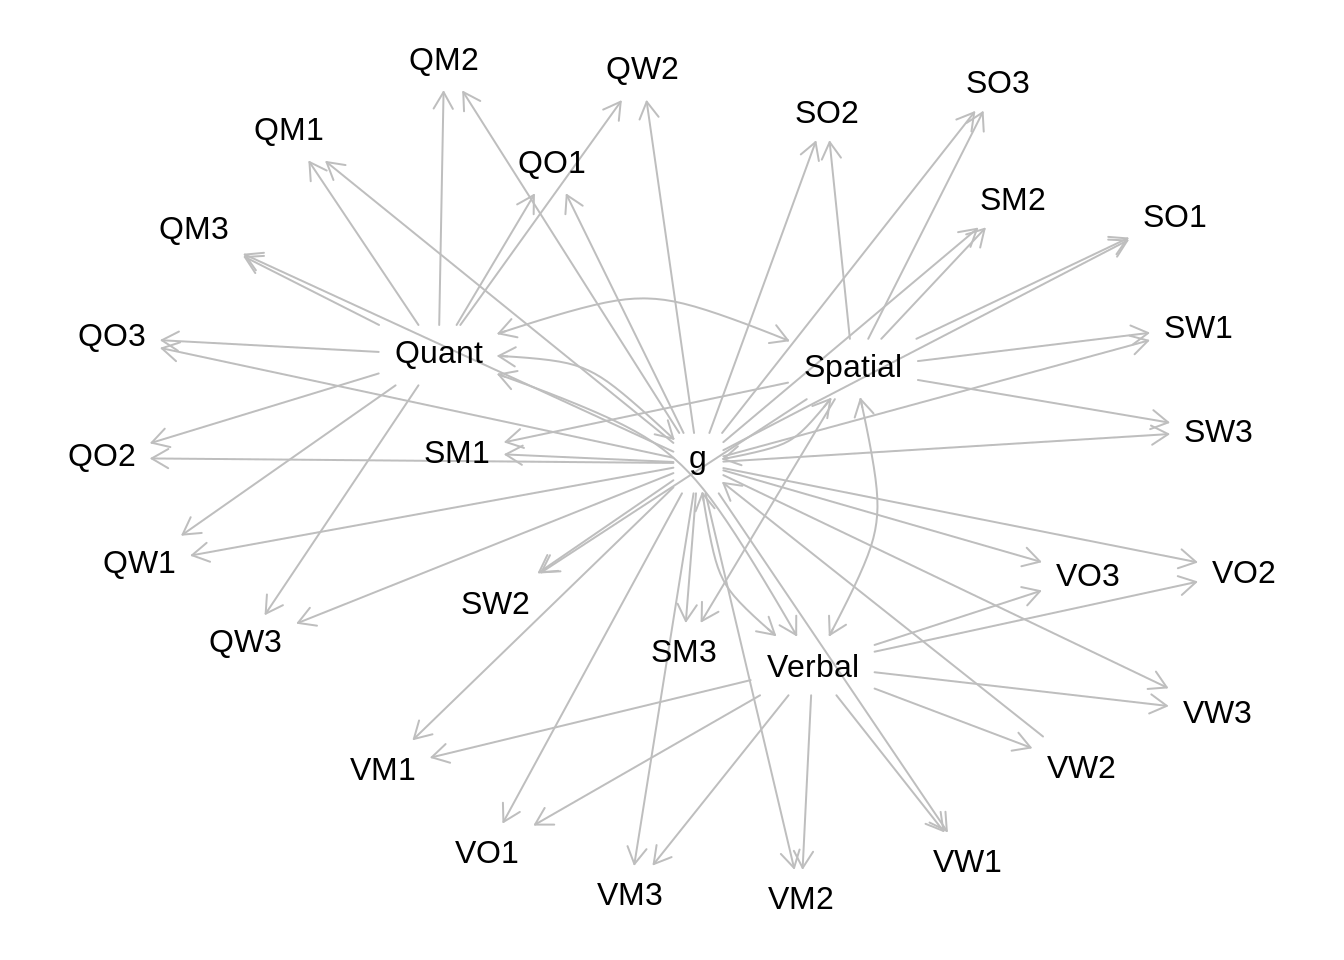 QM2
QW2
SO3
SO2
QM1
QO1
SM2
SO1
QM3
SW1
QO3
Quant
Spatial
SW3
QO2
SM1
g
QW1
VO3
VO2
SW2
QW3
SM3
Verbal
VW3
VM1
VW2
VO1
VW1
VM3
VM2